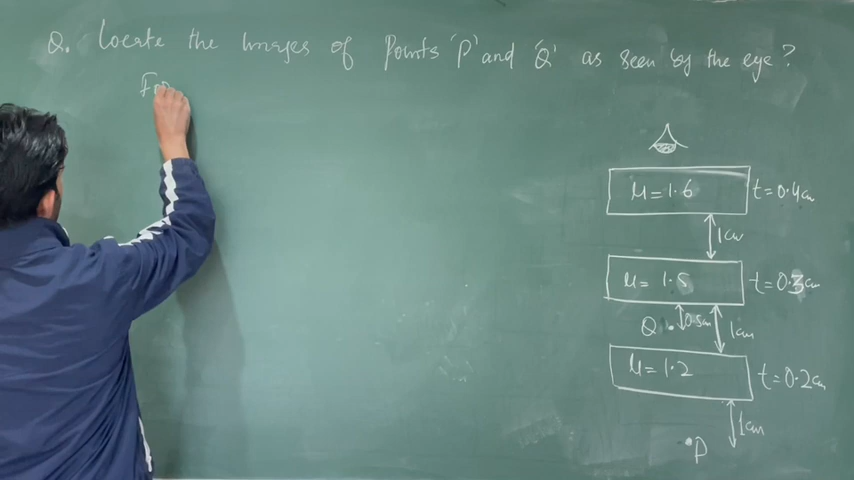 Q. Locate the Images of Points 'P' and 'Q' as seen by the eye?
For
μ=1.6 t=0.4cm
1cm
μ=1.5 t=0.3cm
Q 0.5cm 1cm
μ=1.2 t=0.2cm
1cm
P